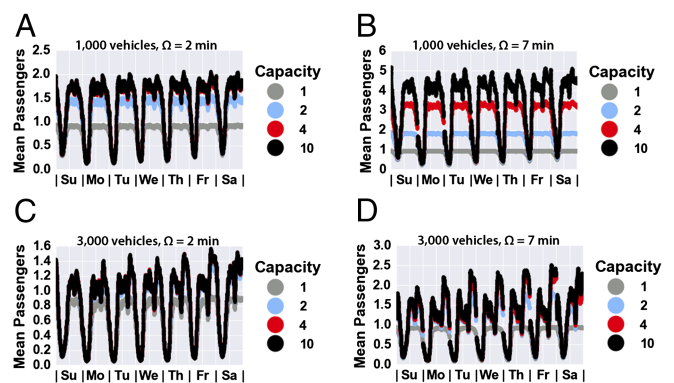 A
1,000 vehicles, Ω = 2 min
Mean Passengers
2.5
2.0
1.5
1.0
0.5
0.0
| Su | Mo | Tu | We | Th | Fr | Sa |
Capacity
1
2
4
10
B
1,000 vehicles, Ω = 7 min
Mean Passengers
6
5
4
3
2
1
0
| Su | Mo | Tu | We | Th | Fr | Sa |
Capacity
1
2
4
10
C
3,000 vehicles, Ω = 2 min
Mean Passengers
1.6
1.4
1.2
1.0
0.8
0.6
0.4
0.2
0.0
| Su | Mo | Tu | We | Th | Fr | Sa |
Capacity
1
2
4
10
D
3,000 vehicles, Ω = 7 min
Mean Passengers
3.0
2.5
2.0
1.5
1.0
0.5
0.0
| Su | Mo | Tu | We | Th | Fr | Sa |
Capacity
1
2
4
10